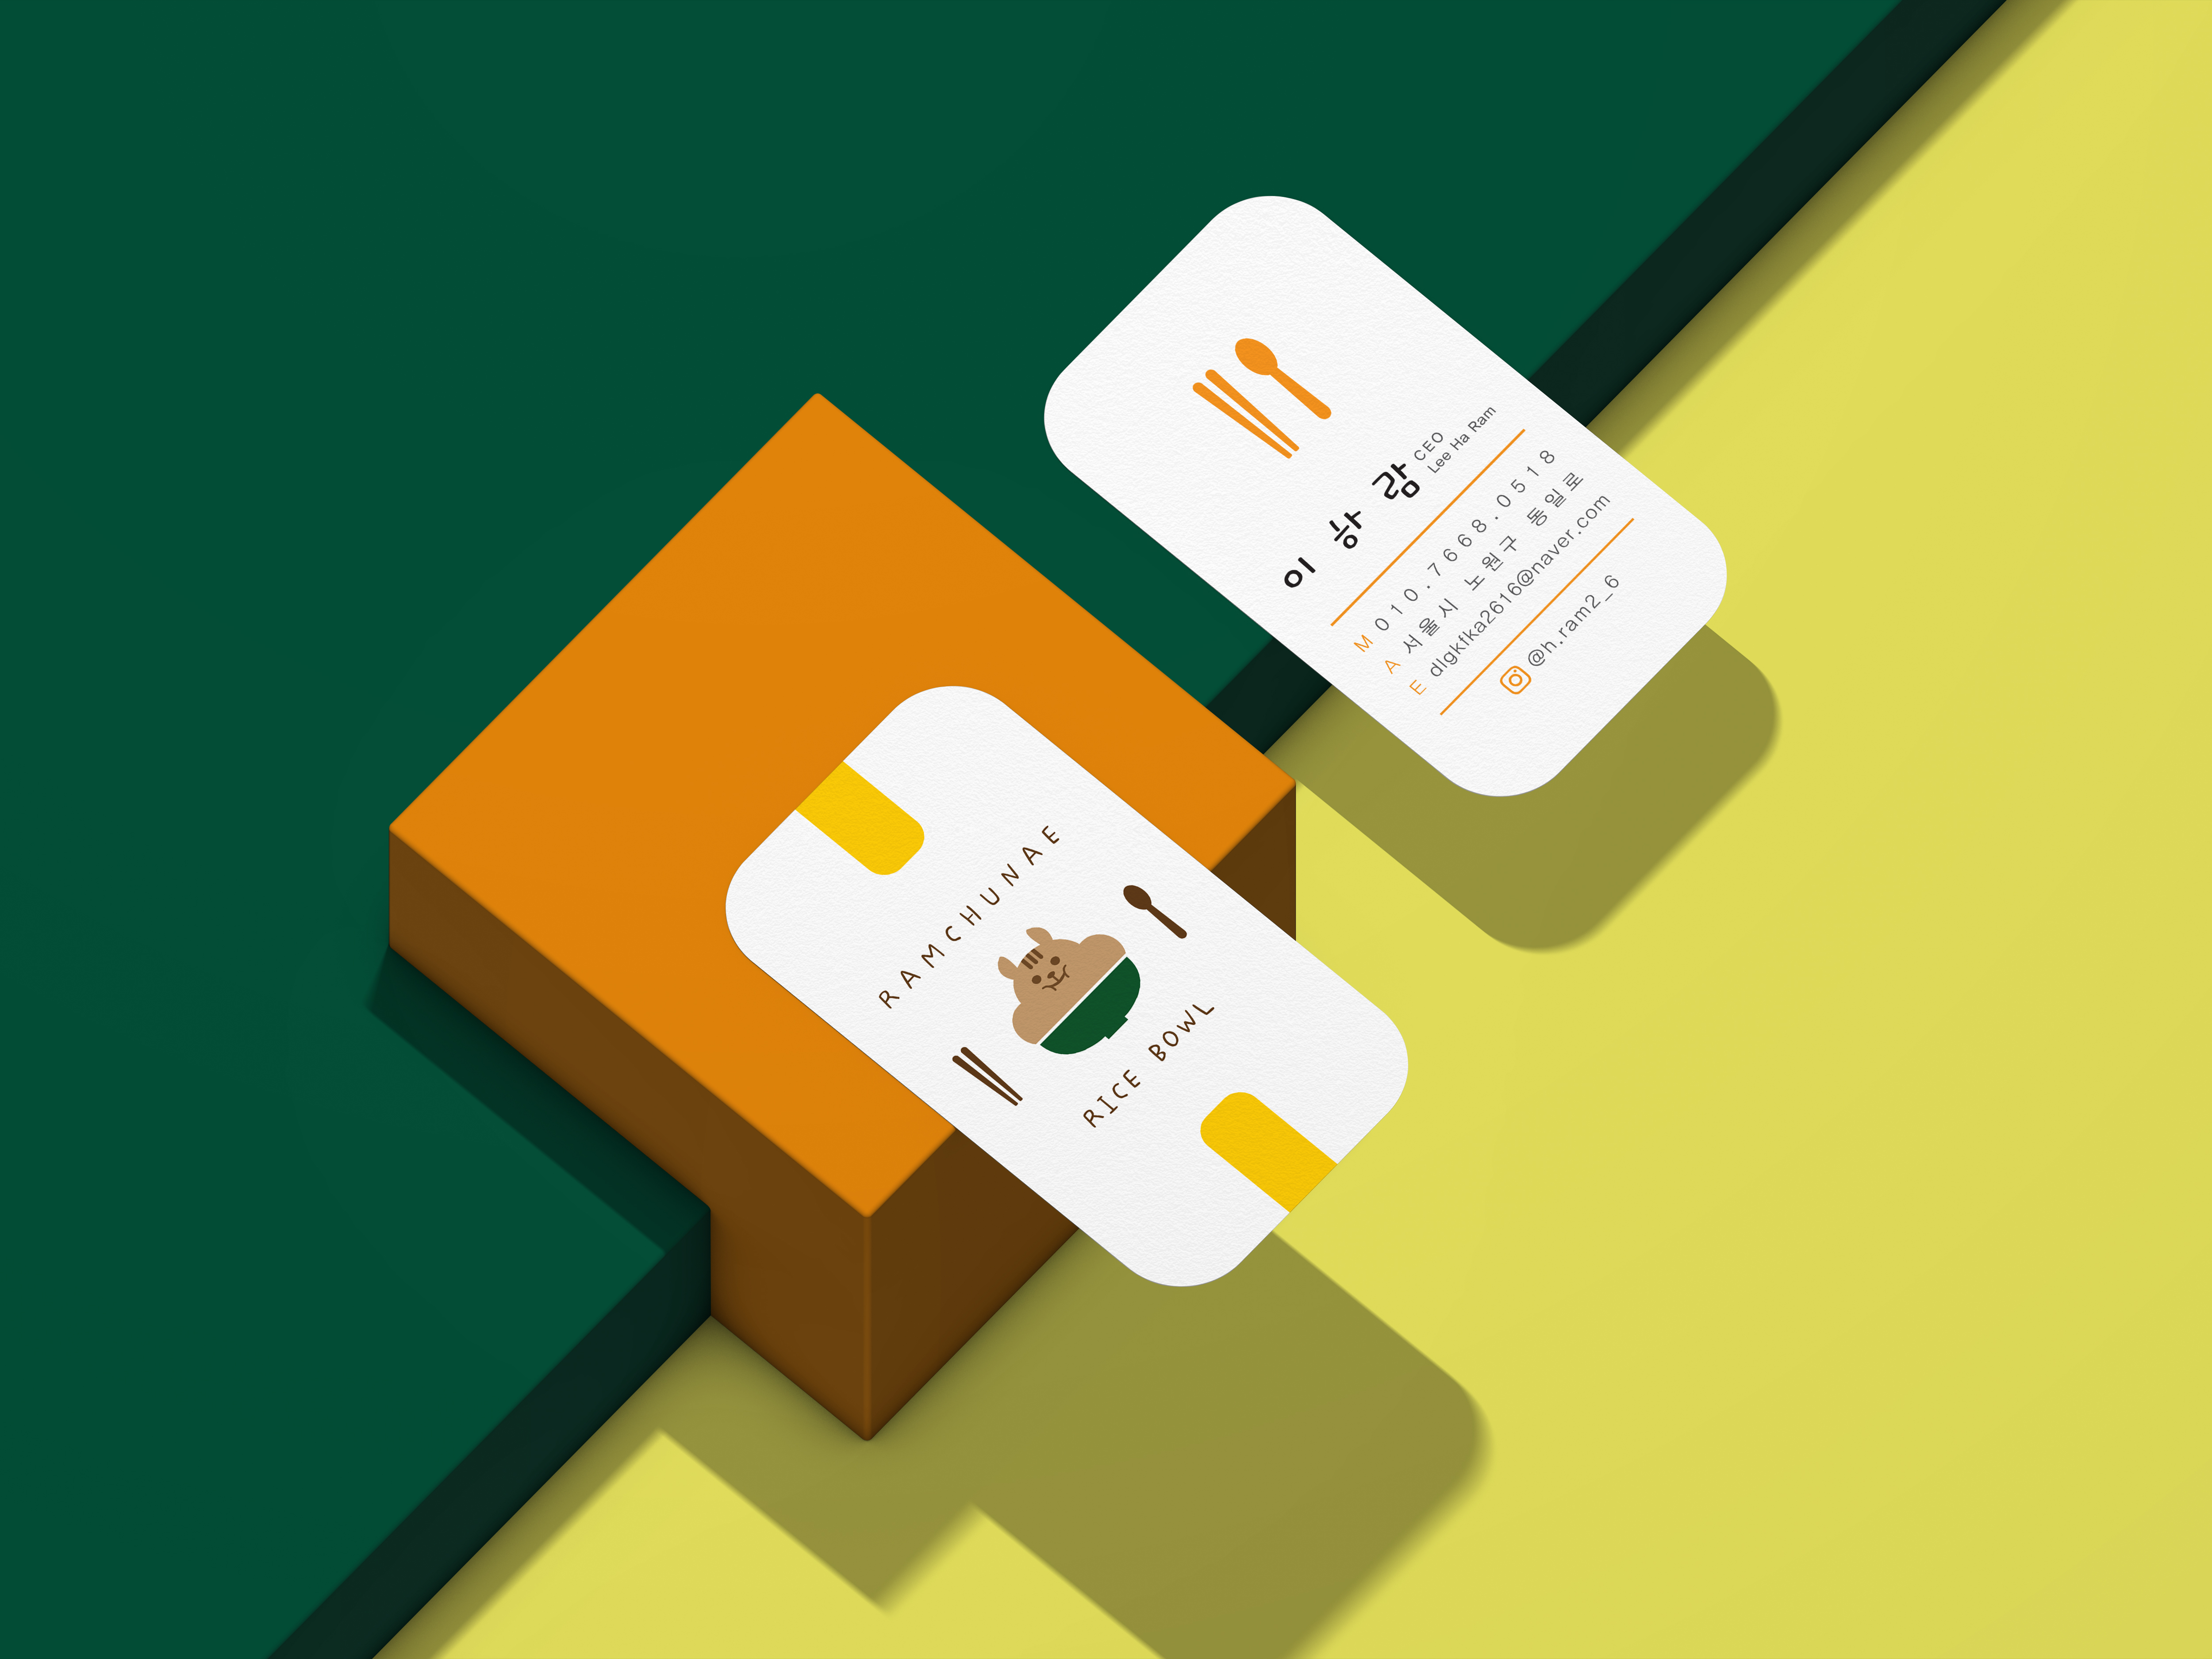 이 하 람
CEO
Lee Ha Ram
M 010.7668.0518
A 서울시 노원구 동일로
E dlgkfka2616@naver.com
@h.ram2_6
RAMCHUNAE
RICE BOWL